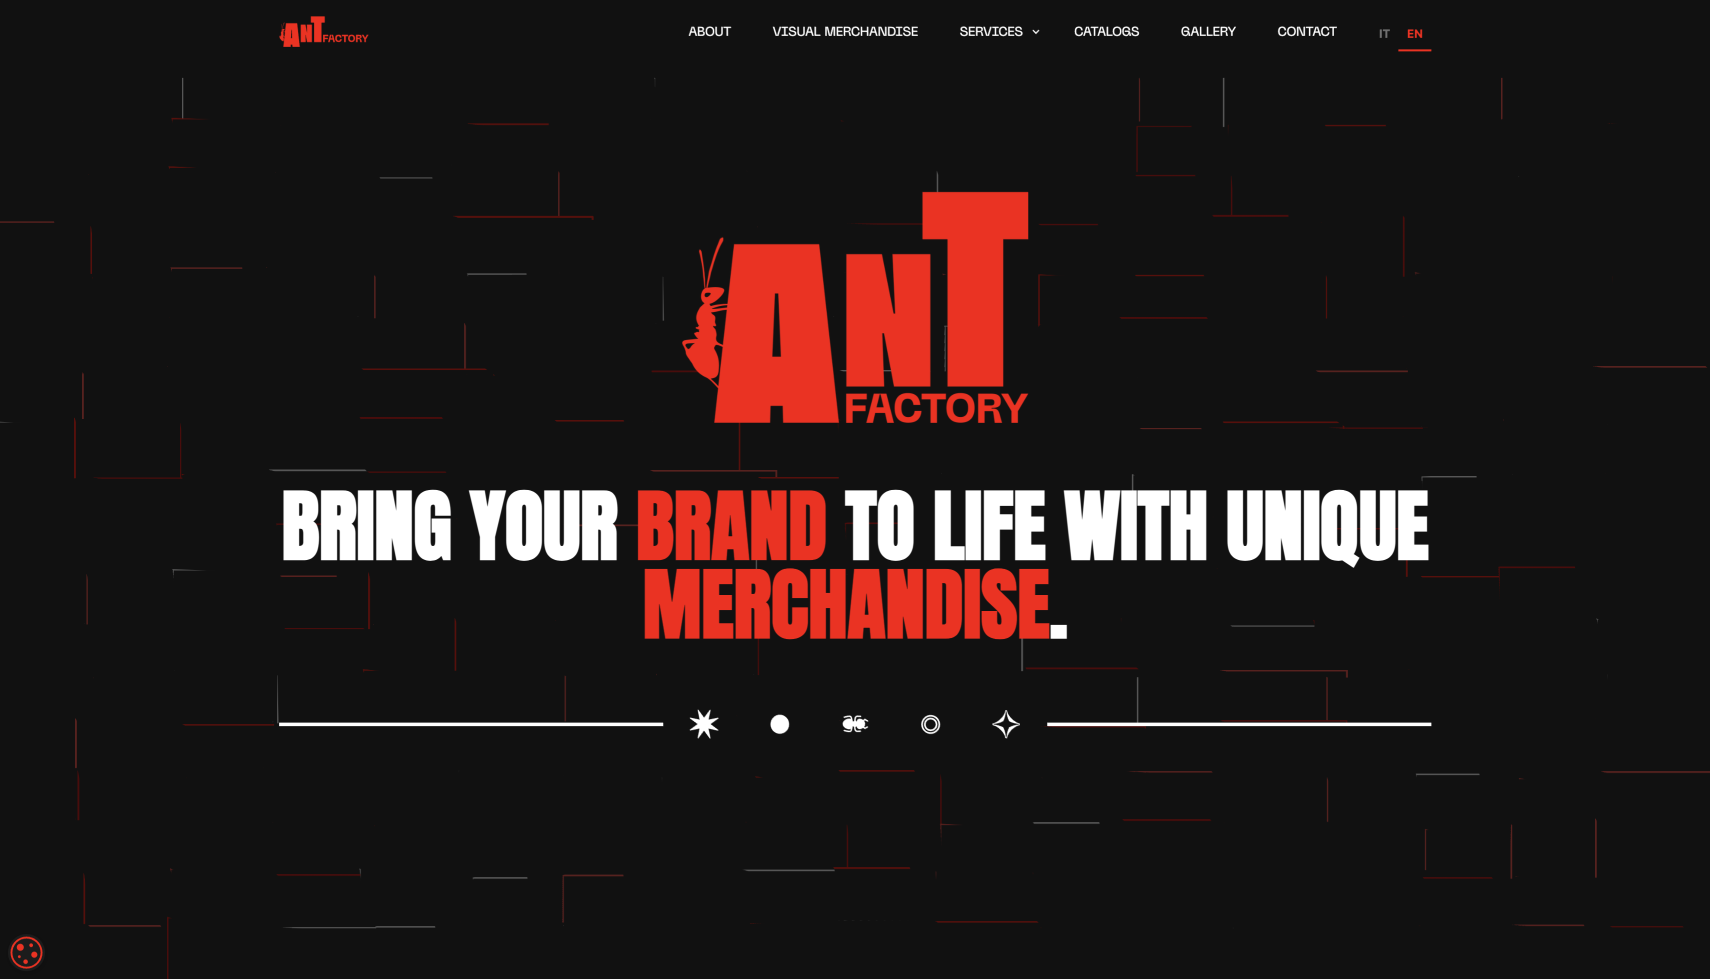 ANT FACTORY
ABOUT VISUAL MERCHANDISE SERVICES CATALOGS GALLERY CONTACT IT EN
ANT
FACTORY
BRING YOUR BRAND TO LIFE WITH UNIQUE
MERCHANDISE.